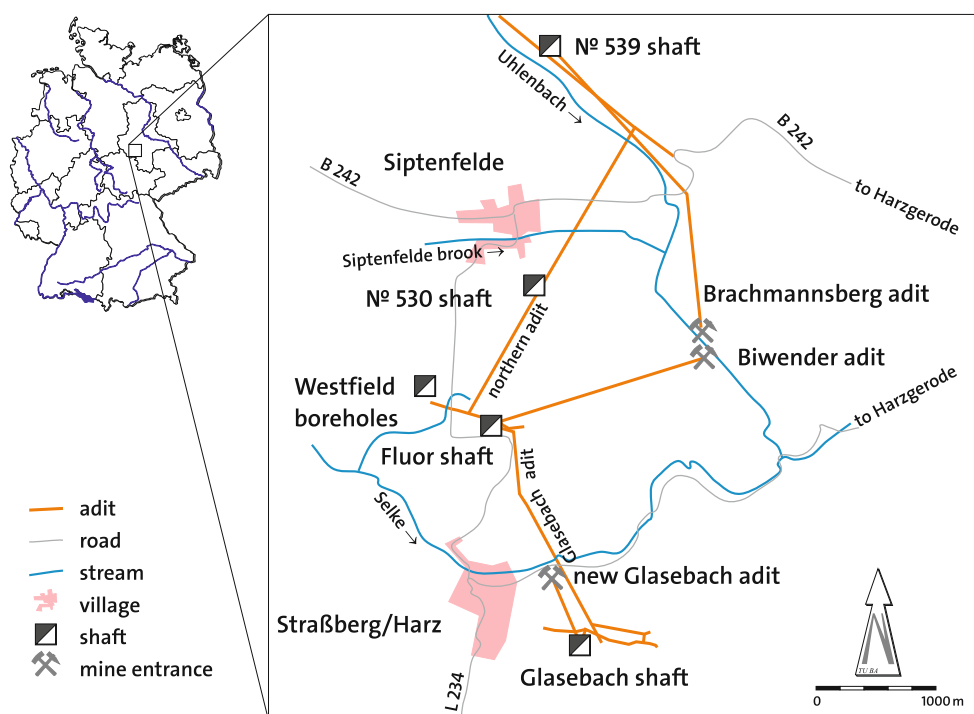 Nº 539 shaft
Uhlenbach →
B 242
to Harzgerode
Siptenfelde
B 242
Siptenfelde brook →
Nº 530 shaft
Brachmannsberg adit
Biwender adit
northern adit
Westfield
boreholes
to Harzgerode
Fluor shaft
Glasebach adit
Selke →
new Glasebach adit
Straßberg/Harz
Glasebach shaft
L 234
adit
road
stream
village
shaft
mine entrance
N
TU BA
0
1000 m